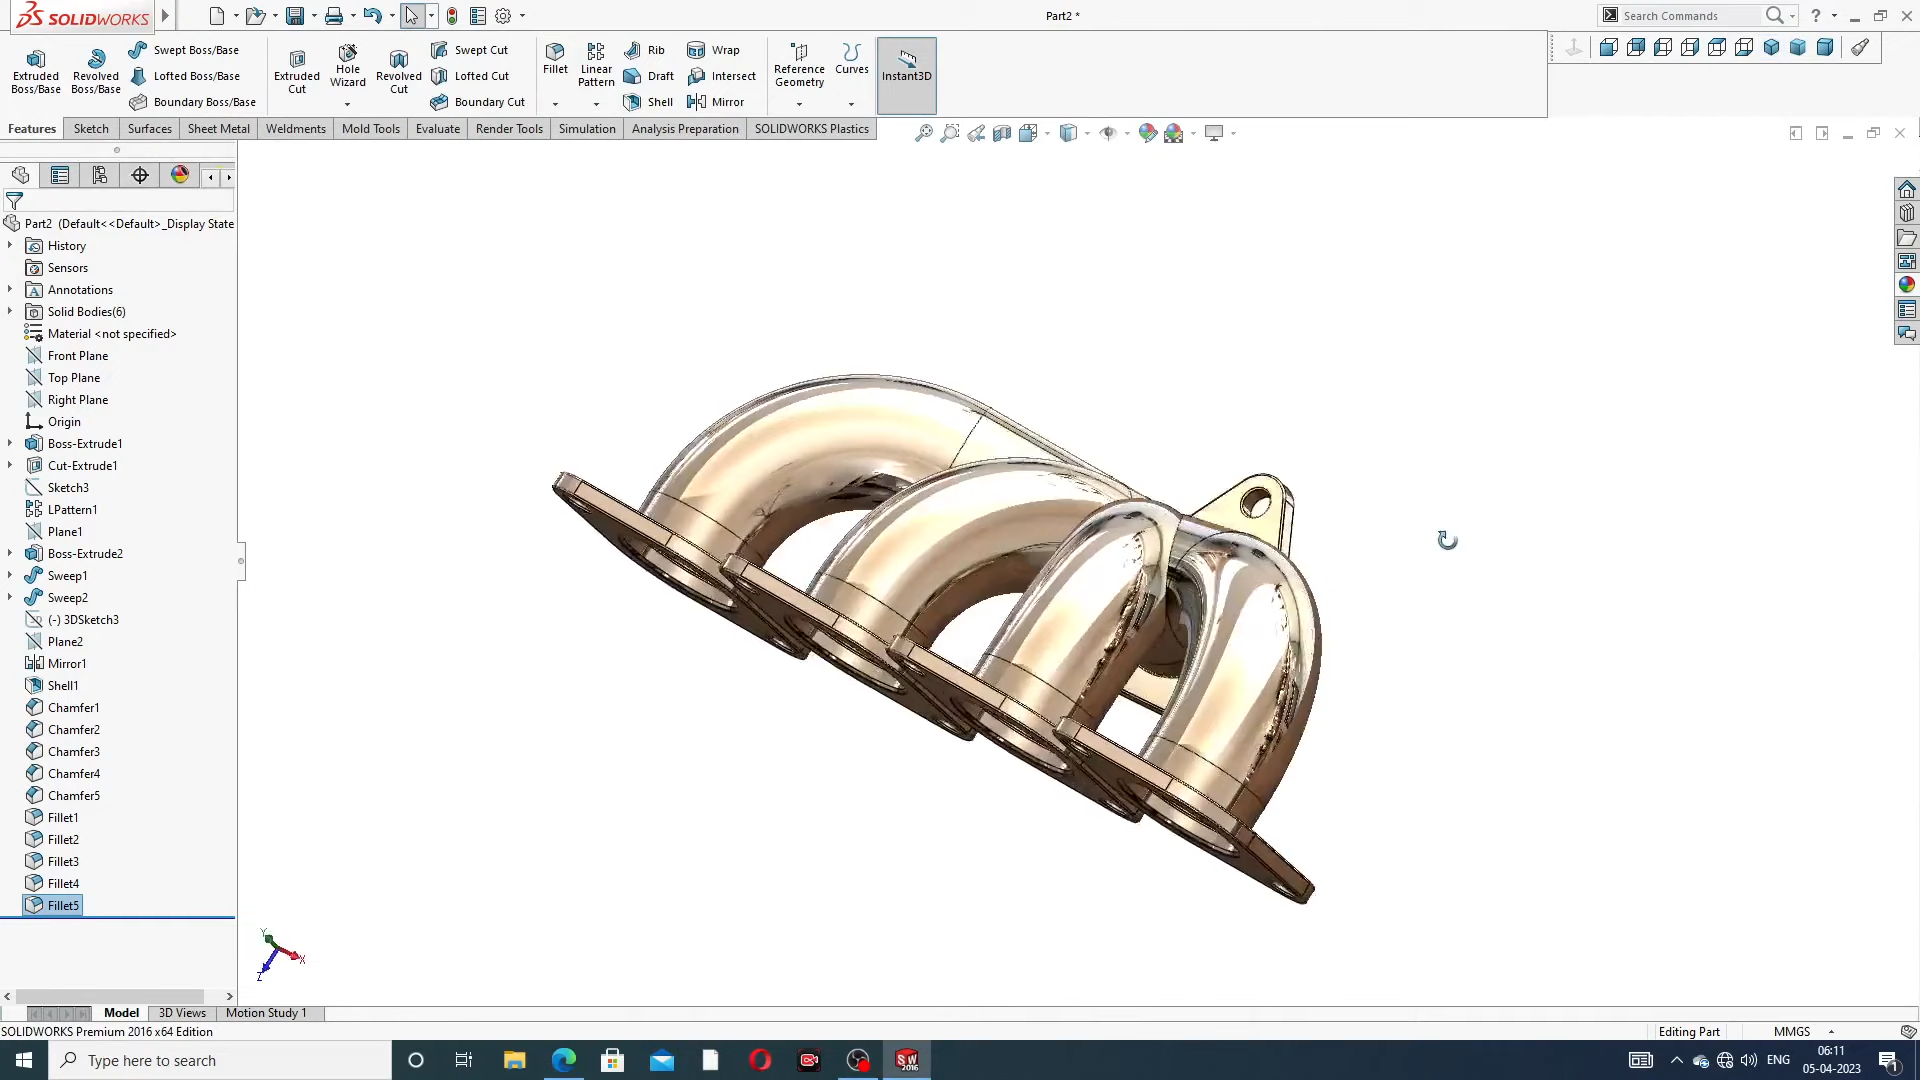 SOLIDWORKS
Part2 *
Search Commands
Extruded Boss/Base
Revolved Boss/Base
Swept Boss/Base
Lofted Boss/Base
Boundary Boss/Base
Extruded Cut
Hole Wizard
Revolved Cut
Swept Cut
Lofted Cut
Boundary Cut
Fillet
Linear Pattern
Rib
Draft
Shell
Wrap
Intersect
Mirror
Reference Geometry
Curves
Instant3D
Features
Sketch
Surfaces
Sheet Metal
Weldments
Mold Tools
Evaluate
Render Tools
Simulation
Analysis Preparation
SOLIDWORKS Plastics
Part2 (Default<<Default>_Display State
History
Sensors
Annotations
Solid Bodies(6)
Material <not specified>
Front Plane
Top Plane
Right Plane
Origin
Boss-Extrude1
Cut-Extrude1
Sketch3
LPattern1
Plane1
Boss-Extrude2
Sweep1
Sweep2
(-) 3DSketch3
Plane2
Mirror1
Shell1
Chamfer1
Chamfer2
Chamfer3
Chamfer4
Chamfer5
Fillet1
Fillet2
Fillet3
Fillet4
Fillet5
Y
X
Z
Model
3D Views
Motion Study 1
SOLIDWORKS Premium 2016 x64 Edition
Editing Part
MMGS
Type here to search
SW
2016
ENG
06:11
05-04-2023
1